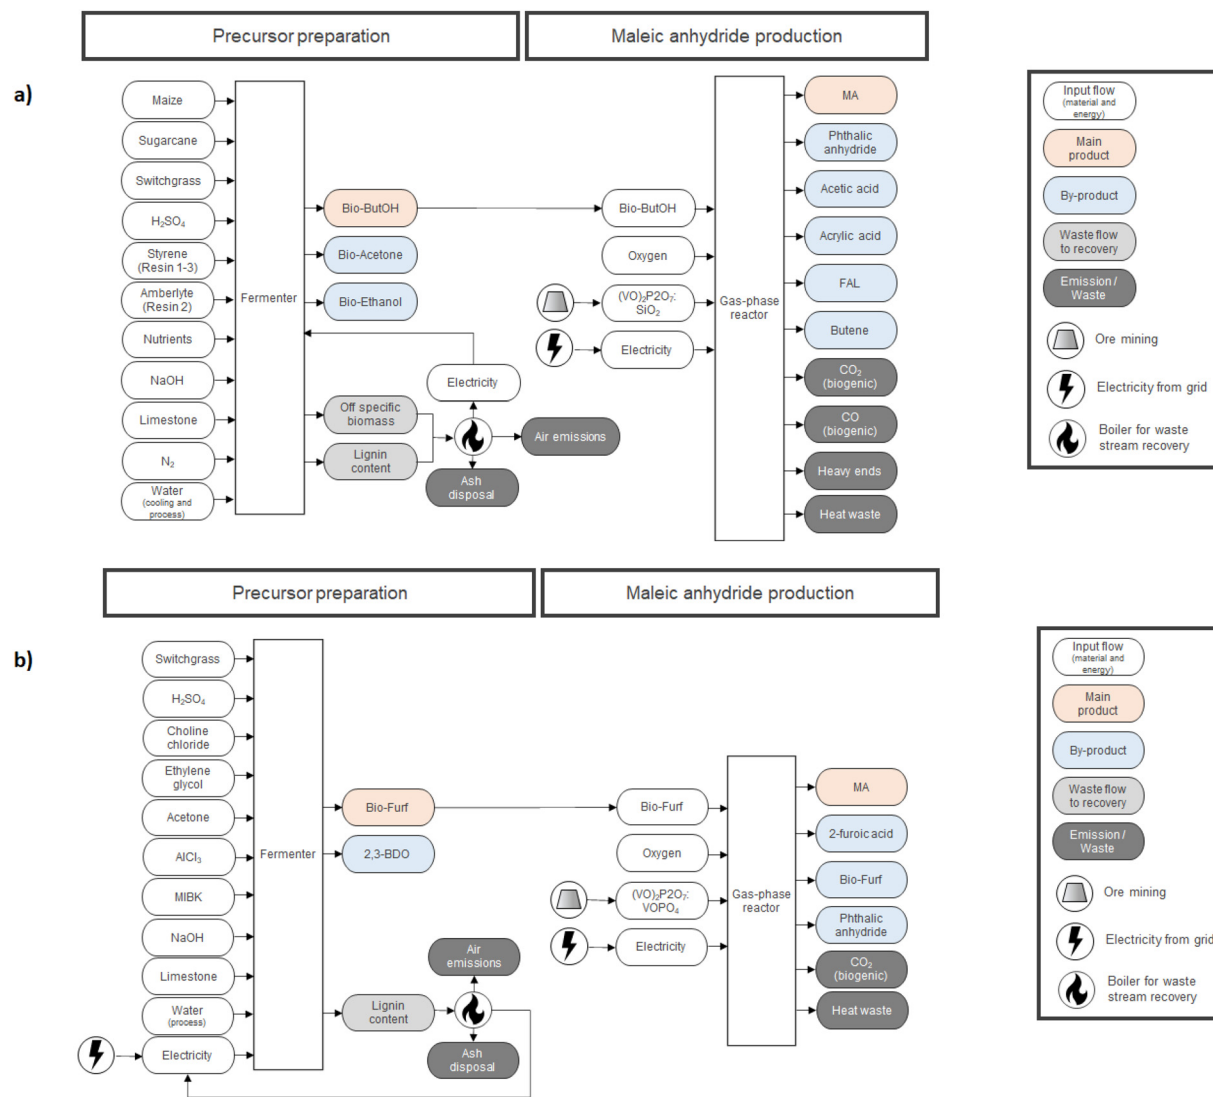 Precursor preparation
Maleic anhydride production
a)
Maize
Sugarcane
Switchgrass
H₂SO₄
Styrene
(Resin 1-3)
Amberlyte
(Resin 2)
Nutrients
NaOH
Limestone
N₂
Water
(cooling and
process)
Fermenter
Bio-ButOH
Bio-Acetone
Bio-Ethanol
Electricity
Off specific
biomass
Lignin
content
Air emissions
Ash
disposal
Bio-ButOH
Oxygen
(VO)₂P2O₇:
SiO₂
Electricity
Gas-phase
reactor
MA
Phthalic
anhydride
Acetic acid
Acrylic acid
FAL
Butene
CO₂
(biogenic)
CO
(biogenic)
Heavy ends
Heat waste
Input flow
(material and
energy)
Main
product
By-product
Waste flow
to recovery
Emission /
Waste
Ore mining
Electricity from grid
Boiler for waste
stream recovery
Precursor preparation
Maleic anhydride production
b)
Switchgrass
H₂SO₄
Choline
chloride
Ethylene
glycol
Acetone
AlCl₃
MIBK
NaOH
Limestone
Water
(process)
Electricity
Fermenter
Bio-Furf
2,3-BDO
Air
emissions
Lignin
content
Ash
disposal
Bio-Furf
Oxygen
(VO)₂P2O₇:
VOPO₄
Electricity
Gas-phase
reactor
MA
2-furoic acid
Bio-Furf
Phthalic
anhydride
CO₂
(biogenic)
Heat waste
Input flow
(material and
energy)
Main
product
By-product
Waste flow
to recovery
Emission /
Waste
Ore mining
Electricity from grid
Boiler for waste
stream recovery